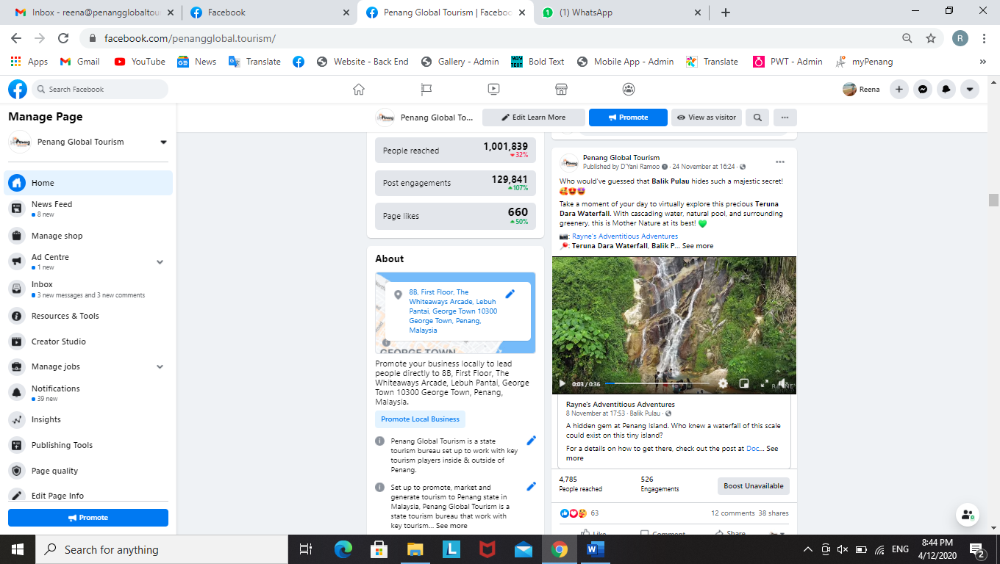 Inbox - reena@penangglobaltou
Facebook
Penang Global Tourism | Faceboo
(1) WhatsApp
facebook.com/penangglobal.tourism/
R
Apps
Gmail
YouTube
News
Translate
Website - Back End
Gallery - Admin
YAY TEXT
Bold Text
Mobile App - Admin
Translate
PWT - Admin
myPenang
»
Search Facebook
Reena
Manage Page
Penang Global Tourism
Home
News Feed
8 new
Manage shop
Ad Centre
1 new
Inbox
3 new messages and 3 new comments
Resources & Tools
Creator Studio
Manage jobs
Notifications
39 new
Insights
Publishing Tools
Page quality
Edit Page Info
Promote
Penang Global To...
Edit Learn More
Promote
View as visitor
People reached
1,001,839
32%
Post engagements
129,841
107%
Page likes
660
50%
About
8B, First Floor, The
Whiteaways Arcade, Lebuh
Pantai, George Town 10300
George Town, Penang,
Malaysia
GEORGE TOWN
Promote your business locally to lead
people directly to 8B, First Floor, The
Whiteaways Arcade, Lebuh Pantai, George
Town 10300 George Town, Penang,
Malaysia.
Promote Local Business
Penang Global Tourism is a state
tourism bureau set up to work with key
tourism players inside & outside of
Penang.
Set up to promote, market and
generate tourism to Penang state in
Malaysia, Penang Global Tourism is a
state tourism bureau that work with
key tourism... See more
Penang Global Tourism
Published by D'Yani Ramoo · 24 November at 16:24 ·
Who would've guessed that Balik Pulau hides such a majestic secret!
🥰😍🤩
Take a moment of your day to virtually explore this precious Teruna
Dara Waterfall. With cascading water, natural pool, and surrounding
greenery, this is Mother Nature at its best! 💚
📷: Rayne's Adventitious Adventures
📍: Teruna Dara Waterfall, Balik P... See more
0:03 / 0:36
RAYNE
Rayne's Adventitious Adventures
8 November at 17:53 · Balik Pulau ·
A hidden gem at Penang Island. Who knew a waterfall of this scale
could exist on this tiny island?
For a details on how to get there, check out the post at Doc... See
more
4,785
People reached
526
Engagements
Boost Unavailable
63
12 comments 38 shares
Like
Comment
Share
0
Search for anything
L
W
ENG
8:44 PM
4/12/2020
2